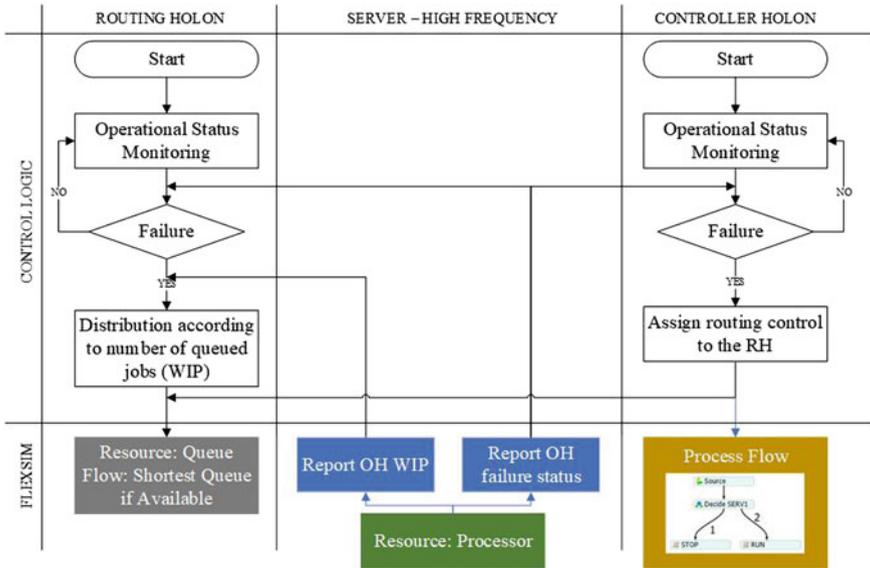 ROUTING HOLON
SERVER – HIGH FREQUENCY
CONTROLLER HOLON
CONTROL LOGIC
Start
Operational Status
Monitoring
NO
Failure
YES
Distribution according
to number of queued
jobs (WIP)
Start
Operational Status
Monitoring
NO
Failure
YES
Assign routing control
to the RH
FLEXSIM
Resource: Queue
Flow: Shortest Queue
if Available
Report OH WIP
Report OH
failure status
Resource: Processor
Process Flow
Source
Decide SERV1
1
2
STOP
RUN